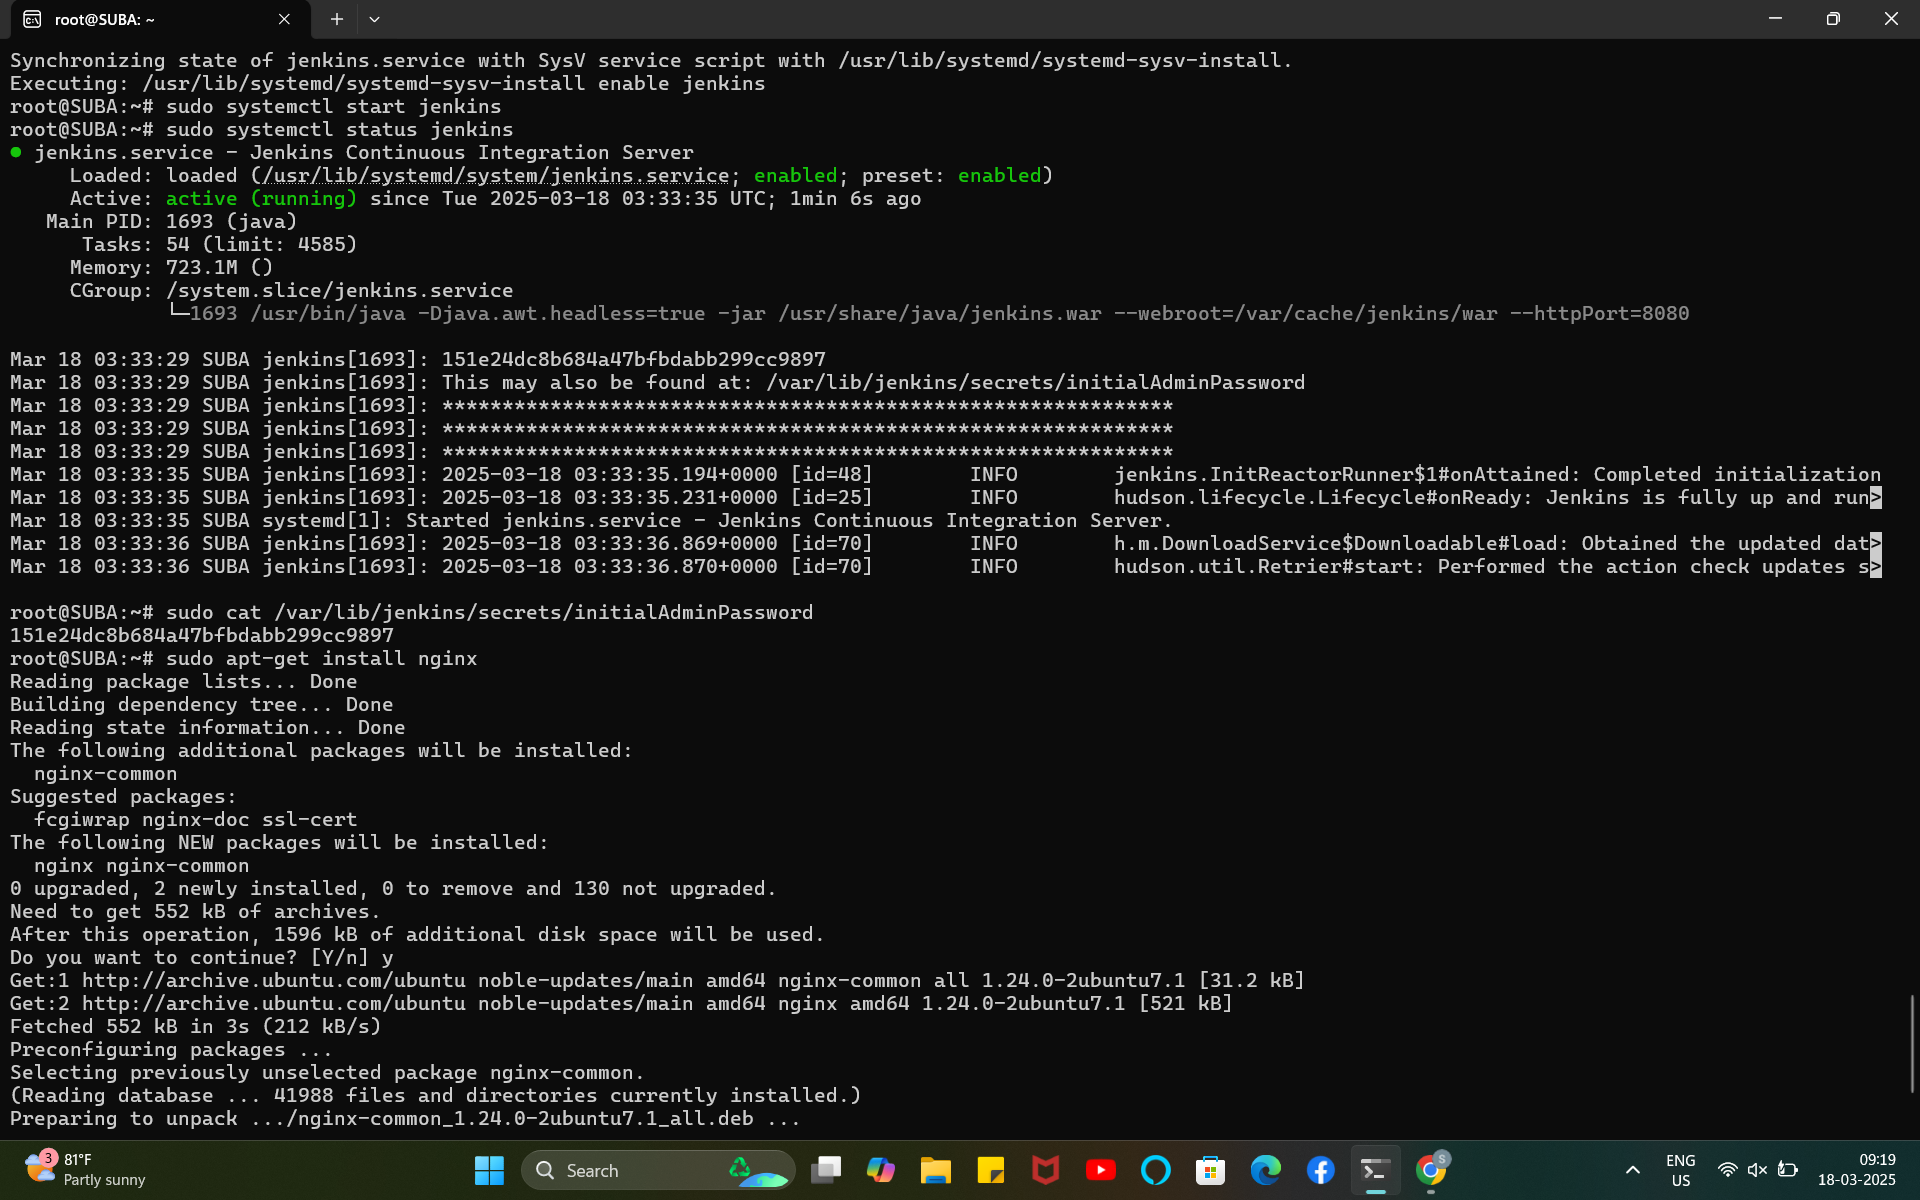 root@SUBA: ~
Synchronizing state of jenkins.service with SysV service script with /usr/lib/systemd/systemd-sysv-install.
Executing: /usr/lib/systemd/systemd-sysv-install enable jenkins
root@SUBA:~# sudo systemctl start jenkins
root@SUBA:~# sudo systemctl status jenkins
● jenkins.service - Jenkins Continuous Integration Server
     Loaded: loaded (/usr/lib/systemd/system/jenkins.service; enabled; preset: enabled)
     Active: active (running) since Tue 2025-03-18 03:33:35 UTC; 1min 6s ago
   Main PID: 1693 (java)
      Tasks: 54 (limit: 4585)
     Memory: 723.1M ()
     CGroup: /system.slice/jenkins.service
             └─1693 /usr/bin/java -Djava.awt.headless=true -jar /usr/share/java/jenkins.war --webroot=/var/cache/jenkins/war --httpPort=8080
Mar 18 03:33:29 SUBA jenkins[1693]: 151e24dc8b684a47bfbdabb299cc9897
Mar 18 03:33:29 SUBA jenkins[1693]: This may also be found at: /var/lib/jenkins/secrets/initialAdminPassword
Mar 18 03:33:29 SUBA jenkins[1693]: *************************************************************
Mar 18 03:33:29 SUBA jenkins[1693]: *************************************************************
Mar 18 03:33:29 SUBA jenkins[1693]: *************************************************************
Mar 18 03:33:35 SUBA jenkins[1693]: 2025-03-18 03:33:35.194+0000 [id=48]        INFO        jenkins.InitReactorRunner$1#onAttained: Completed initialization
Mar 18 03:33:35 SUBA jenkins[1693]: 2025-03-18 03:33:35.231+0000 [id=25]        INFO        hudson.lifecycle.Lifecycle#onReady: Jenkins is fully up and run>
Mar 18 03:33:35 SUBA systemd[1]: Started jenkins.service - Jenkins Continuous Integration Server.
Mar 18 03:33:36 SUBA jenkins[1693]: 2025-03-18 03:33:36.869+0000 [id=70]        INFO        h.m.DownloadService$Downloadable#load: Obtained the updated dat>
Mar 18 03:33:36 SUBA jenkins[1693]: 2025-03-18 03:33:36.870+0000 [id=70]        INFO        hudson.util.Retrier#start: Performed the action check updates s>
root@SUBA:~# sudo cat /var/lib/jenkins/secrets/initialAdminPassword
151e24dc8b684a47bfbdabb299cc9897
root@SUBA:~# sudo apt-get install nginx
Reading package lists... Done
Building dependency tree... Done
Reading state information... Done
The following additional packages will be installed:
  nginx-common
Suggested packages:
  fcgiwrap nginx-doc ssl-cert
The following NEW packages will be installed:
  nginx nginx-common
0 upgraded, 2 newly installed, 0 to remove and 130 not upgraded.
Need to get 552 kB of archives.
After this operation, 1596 kB of additional disk space will be used.
Do you want to continue? [Y/n] y
Get:1 http://archive.ubuntu.com/ubuntu noble-updates/main amd64 nginx-common all 1.24.0-2ubuntu7.1 [31.2 kB]
Get:2 http://archive.ubuntu.com/ubuntu noble-updates/main amd64 nginx amd64 1.24.0-2ubuntu7.1 [521 kB]
Fetched 552 kB in 3s (212 kB/s)
Preconfiguring packages ...
Selecting previously unselected package nginx-common.
(Reading database ... 41988 files and directories currently installed.)
Preparing to unpack .../nginx-common_1.24.0-2ubuntu7.1_all.deb ...
3
81°F
Partly sunny
Search
S
ENG
US
09:19
18-03-2025